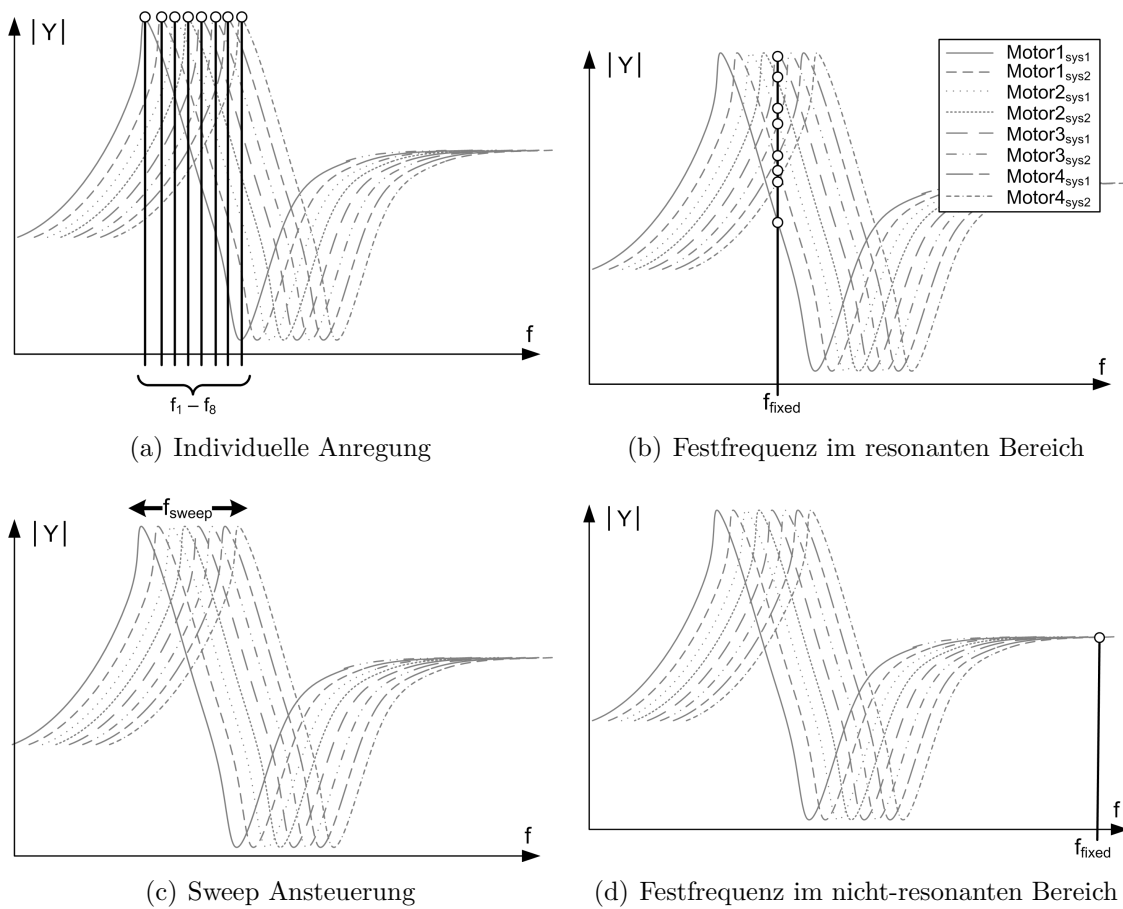 |Y|
f
f1 – f8
(a) Individuelle Anregung
|Y|
Motor1sys1
Motor1sys2
Motor2sys1
Motor2sys2
Motor3sys1
Motor3sys2
Motor4sys1
Motor4sys2
f
ffixed
(b) Festfrequenz im resonanten Bereich
fsweep
|Y|
f
(c) Sweep Ansteuerung
|Y|
f
ffixed
(d) Festfrequenz im nicht-resonanten Bereich